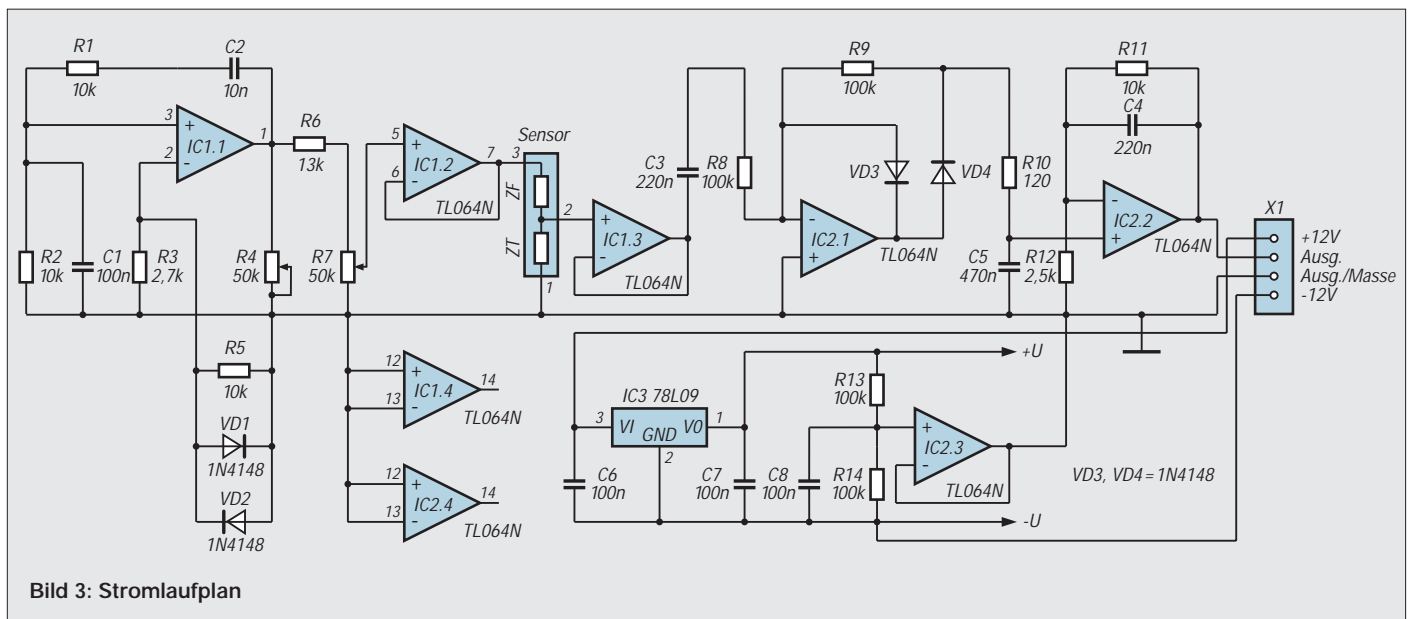 R1
10k
C2
10n
3
+
2
-
IC1.1
1
R6
13k
R2
10k
C1
100n
R3
2,7k
R4
50k
R7
50k
5
+
6
-
IC1.2
7
TL064N
Sensor
3
ZF
2
ZT
1
+
-
IC1.3
TL064N
C3
220n
R8
100k
R9
100k
VD3
VD4
-
+
IC2.1
TL064N
R10
120
C5
470n
R11
10k
C4
220n
-
+
IC2.2
TL064N
R12
2,5k
X1
+12V
Ausg.
Ausg./Masse
-12V
R5
10k
VD1
1N4148
VD2
1N4148
12
+
13
-
IC1.4
14
TL064N
12
+
13
-
IC2.4
14
TL064N
IC3 78L09
3
VI
GND
V0
1
2
C6
100n
C7
100n
C8
100n
R13
100k
R14
100k
+
-
IC2.3
TL064N
+U
-U
VD3, VD4 = 1N4148
Bild 3: Stromlaufplan